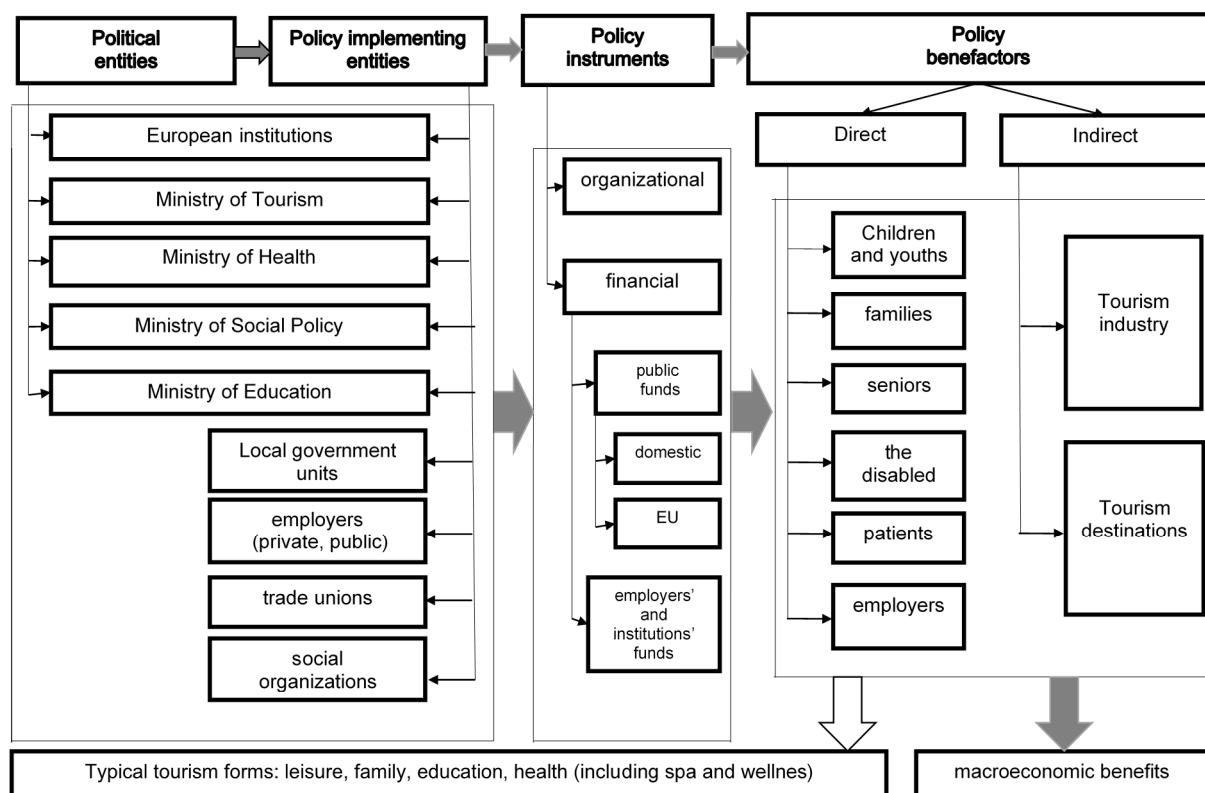 Political
entities
Policy implementing
entities
Policy
instruments
Policy
benefactors
European institutions
Ministry of Tourism
Ministry of Health
Ministry of Social Policy
Ministry of Education
Local government
units
employers
(private, public)
trade unions
social
organizations
organizational
financial
public
funds
domestic
EU
employers'
and
institutions'
funds
Direct
Indirect
Children
and youths
families
seniors
the
disabled
patients
employers
Tourism
industry
Tourism
destinations
Typical tourism forms: leisure, family, education, health (including spa and wellnes)
macroeconomic benefits